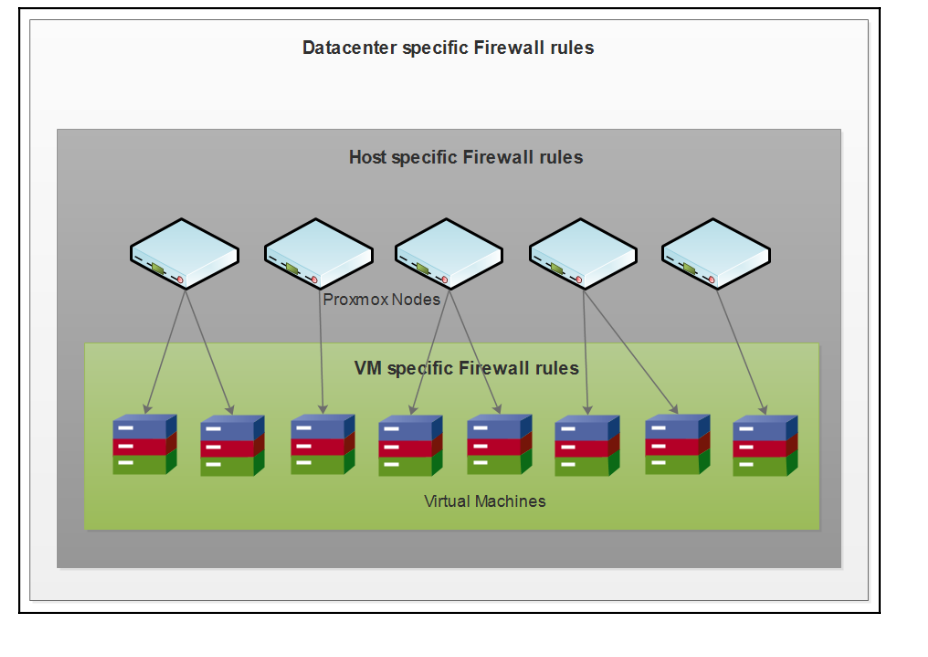 Datacenter specific Firewall rules
Host specific Firewall rules
Proxmox Nodes
VM specific Firewall rules
Virtual Machines